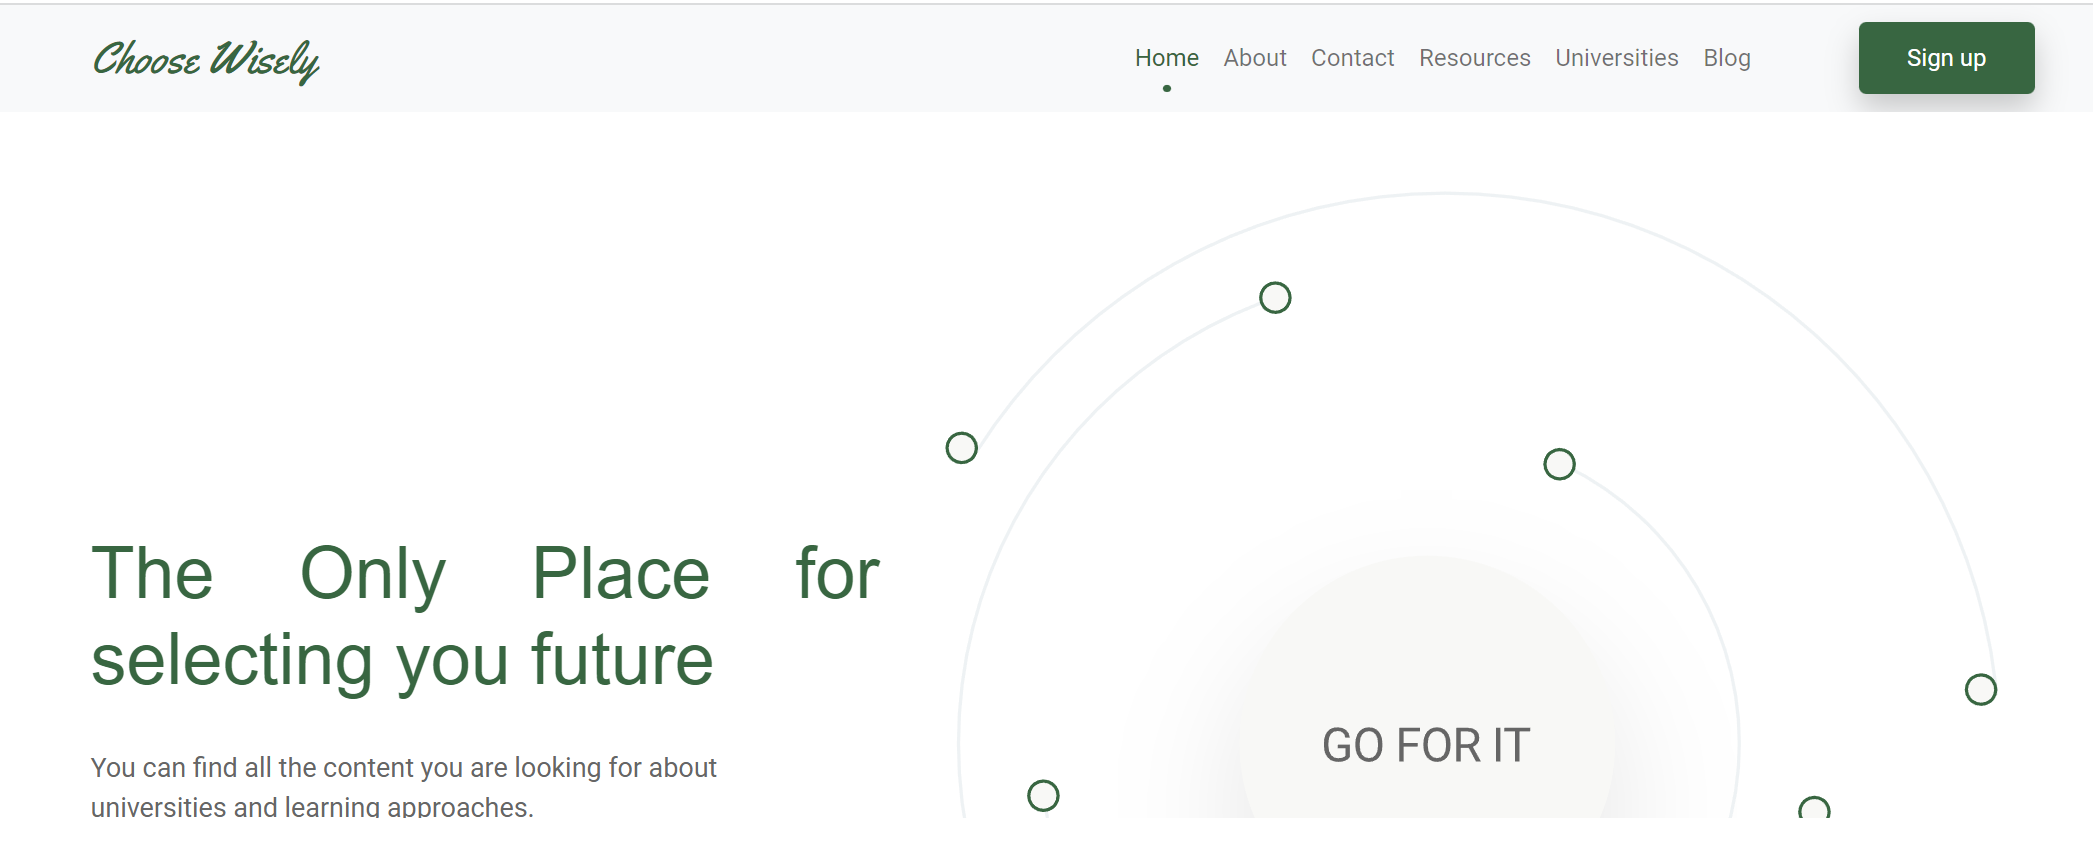 Choose Wisely
Home About Contact Resources Universities Blog
Sign up
The Only Place for
selecting you future
You can find all the content you are looking for about
universities and learning approaches.
GO FOR IT